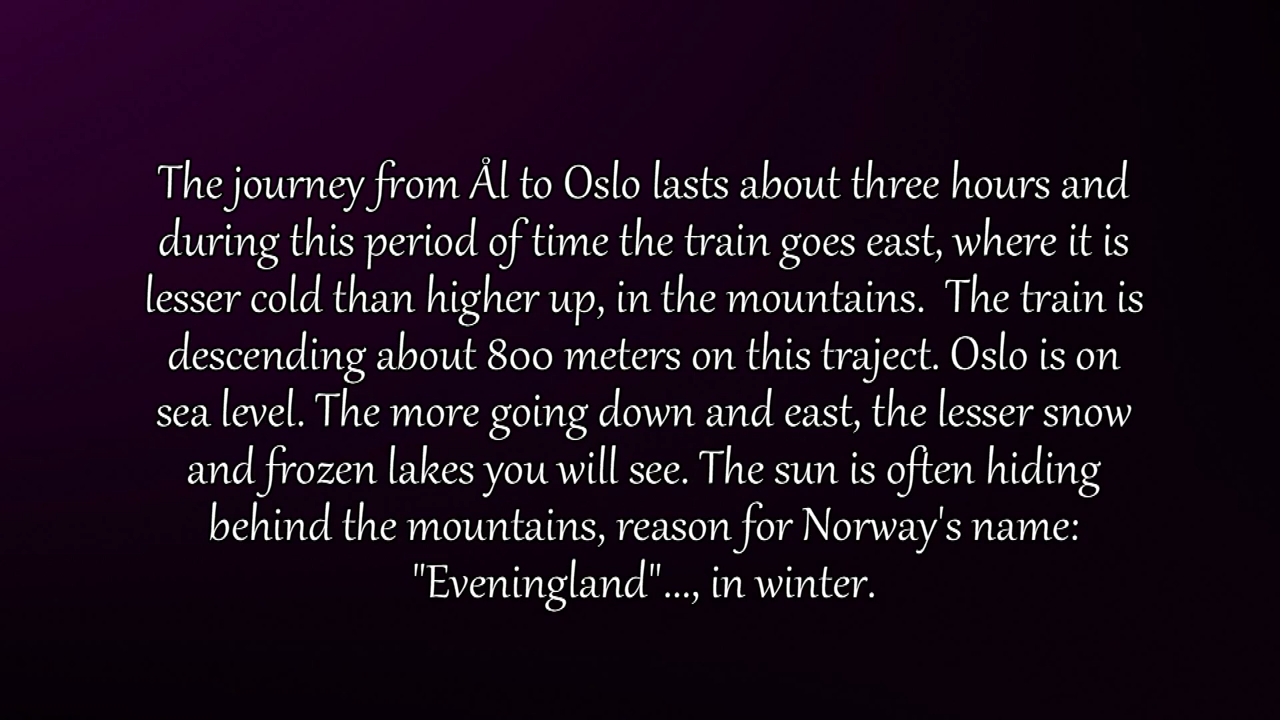 The journey from Ål to Oslo lasts about three hours and
during this period of time the train goes east, where it is
lesser cold than higher up, in the mountains.  The train is
descending about 800 meters on this traject. Oslo is on
sea level. The more going down and east, the lesser snow
and frozen lakes you will see. The sun is often hiding
behind the mountains, reason for Norway's name:
"Eveningland"..., in winter.